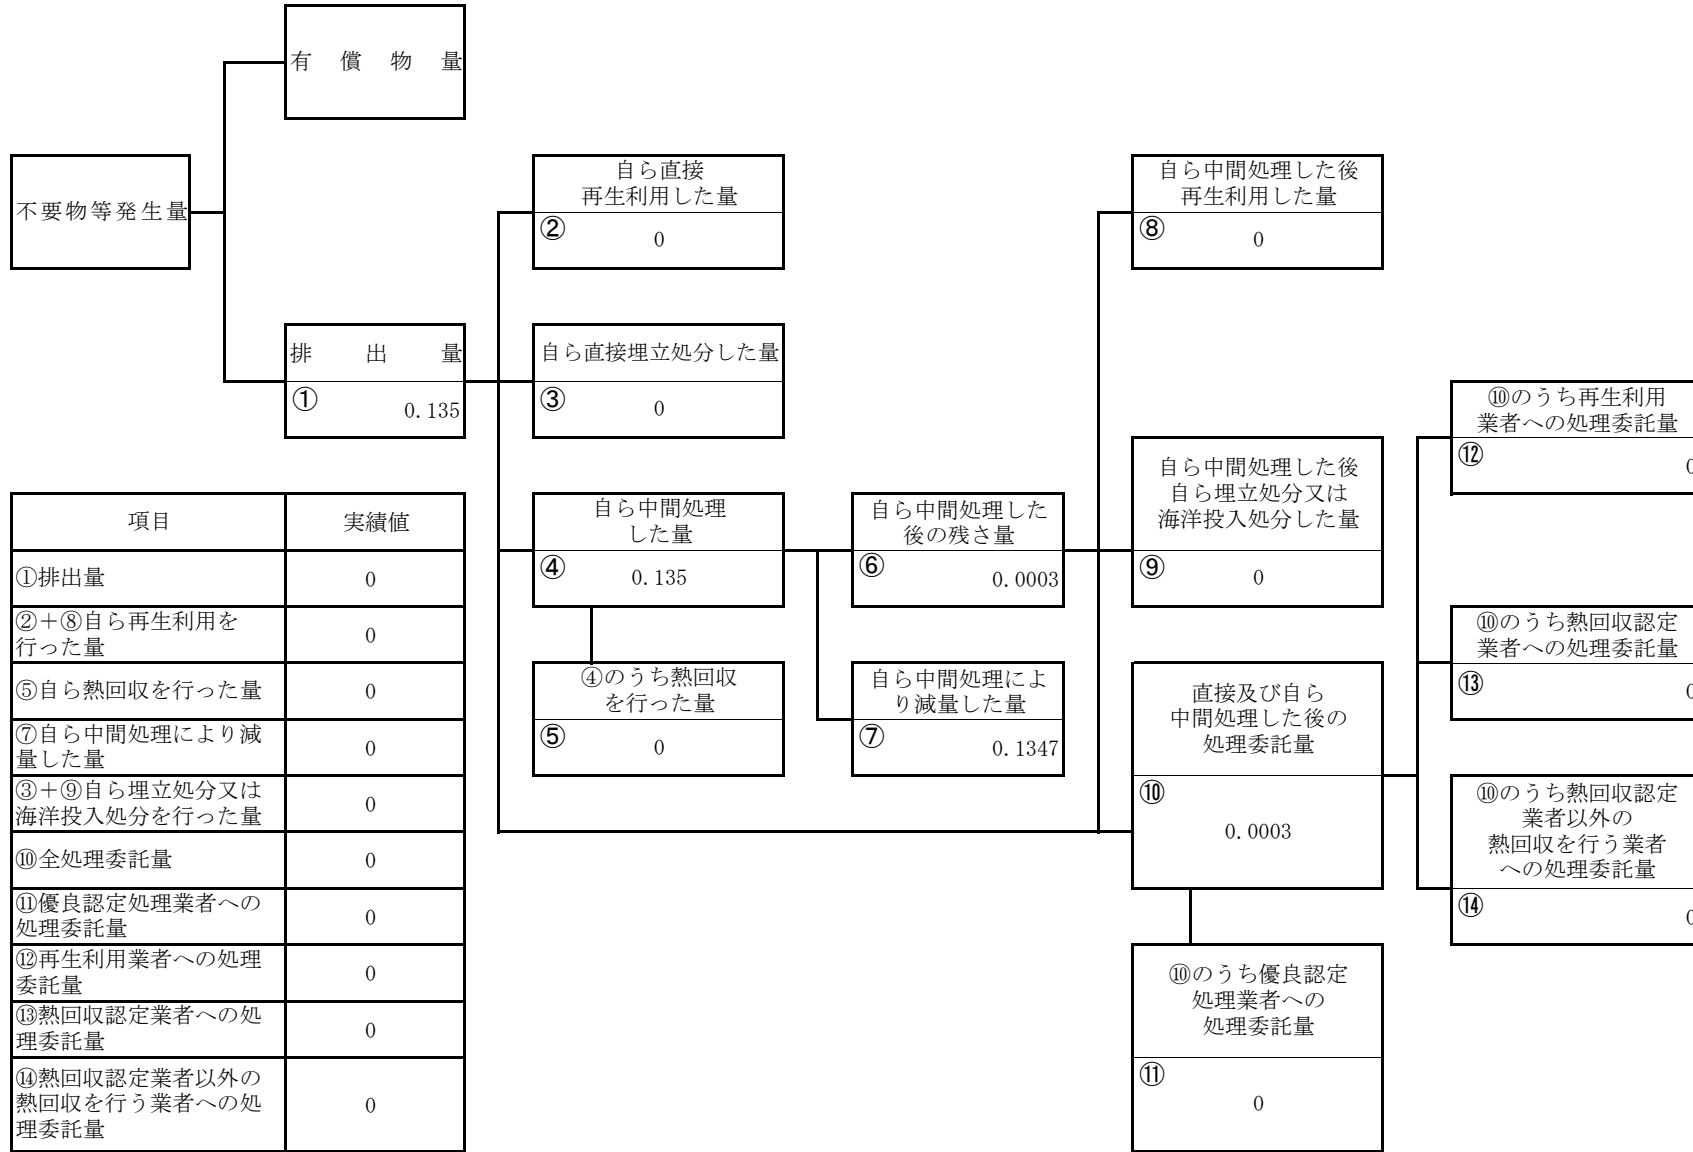 有償物量
不要物等発生量
自ら直接
再生利用した量
②
0
自ら中間処理した後
再生利用した量
⑧
0
排出量
①
0.135
自ら直接埋立処分した量
③
0
自ら中間処理した後
自ら埋立処分又は
海洋投入処分した量
⑨
0
⑩のうち再生利用
業者への処理委託量
⑫
0
自ら中間処理
した量
④
0.135
自ら中間処理した
後の残さ量
⑥
0.0003
④のうち熱回収
を行った量
⑤
0
自ら中間処理によ
り減量した量
⑦
0.1347
直接及び自ら
中間処理した後の
処理委託量
⑩
0.0003
⑩のうち熱回収認定
業者への処理委託量
⑬
0
⑩のうち熱回収認定
業者以外の
熱回収を行う業者
への処理委託量
⑭
0
⑩のうち優良認定
処理業者への
処理委託量
⑪
0
項目 実績値
①排出量 0
②+⑧自ら再生利用を
行った量 0
⑤自ら熱回収を行った量 0
⑦自ら中間処理により減
量した量 0
③+⑨自ら埋立処分又は
海洋投入処分を行った量 0
⑩全処理委託量 0
⑪優良認定処理業者への
処理委託量 0
⑫再生利用業者への処理
委託量 0
⑬熱回収認定業者への処
理委託量 0
⑭熱回収認定業者以外の
熱回収を行う業者への処
理委託量 0